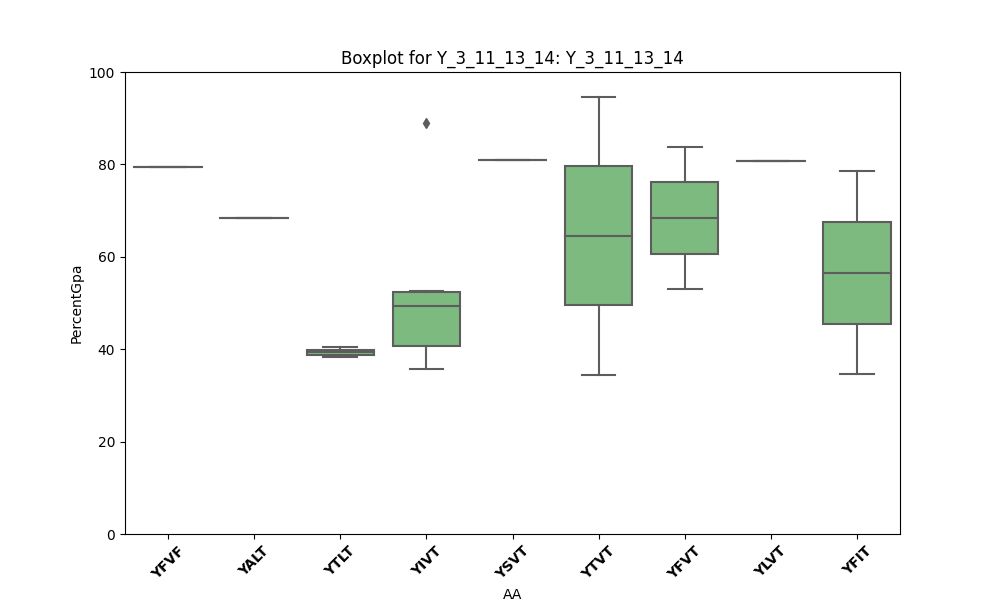 Boxplot for Y_3_11_13_14: Y_3_11_13_14
100
80
60
40
20
0
PercentGpa
YFVF YALT YTLT YIVT YSVT YTVT YFVT YLVT YFIT
AA